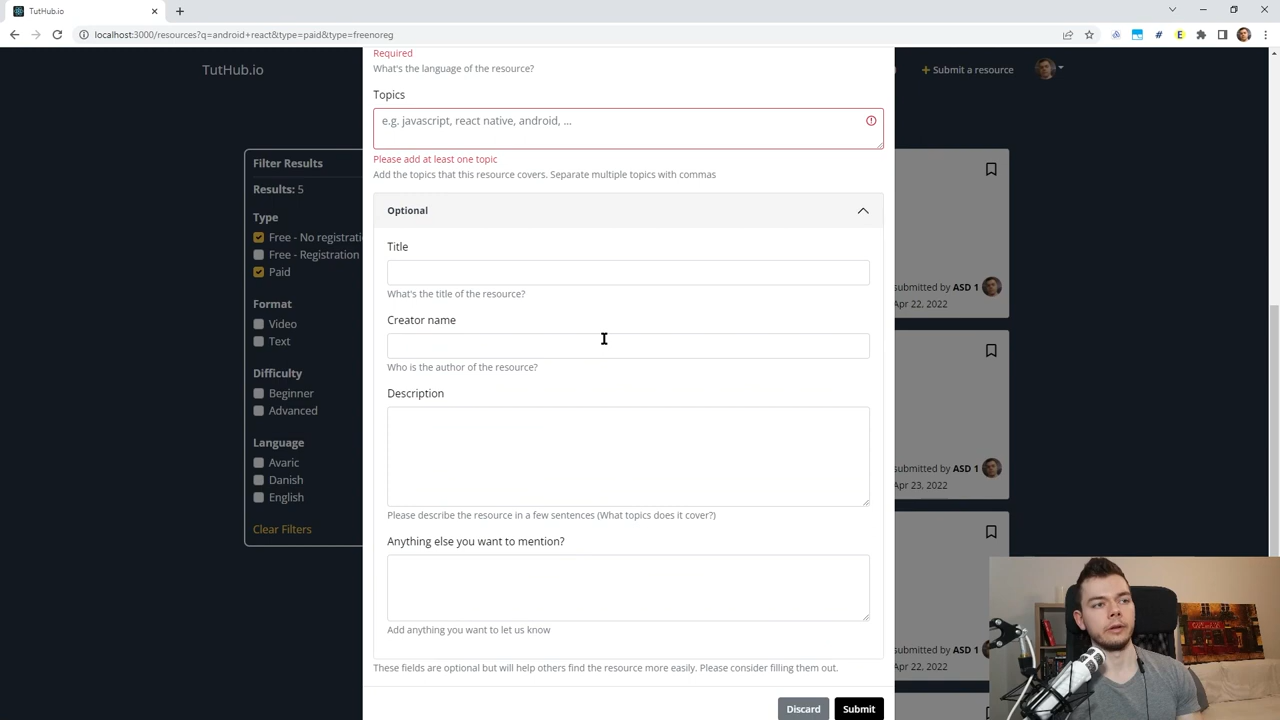 TutHub.io
localhost:3000/resources?q=android+react&type=paid&type=freenoreg
E
TutHub.io
+ Submit a resource
Required
What's the language of the resource?
Topics
e.g. javascript, react native, android, ...
Please add at least one topic
Add the topics that this resource covers. Separate multiple topics with commas
Optional
Title
What's the title of the resource?
Creator name
Who is the author of the resource?
Description
Please describe the resource in a few sentences (What topics does it cover?)
Anything else you want to mention?
Add anything you want to let us know
These fields are optional but will help others find the resource more easily. Please consider filling them out.
Discard
Submit
Filter Results
Results: 5
Type
Free - No registrati
Free - Registration
Paid
Format
Video
Text
Difficulty
Beginner
Advanced
Language
Avaric
Danish
English
Clear Filters
submitted by ASD 1
Apr 22, 2022
submitted by ASD 1
Apr 23, 2022
submitted by ASD 1
Apr 22, 2022